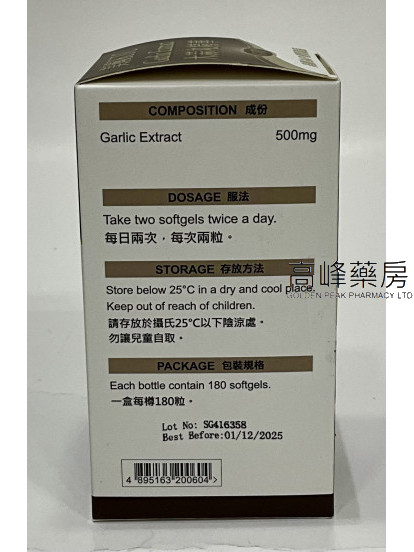 COMPOSITION 成份
Garlic Extract 500mg
DOSAGE 服法
Take two softgels twice a day.
每日兩次，每次兩粒。
STORAGE 存放方法
Store below 25°C in a dry and cool place.
Keep out of reach of children.
請存放於攝氏25°C以下陰涼處。
勿讓兒童自取。
高峰藥房
GOLDEN PEAK PHARMACY LTD
PACKAGE 包裝規格
Each bottle contain 180 softgels.
一盒每樽180粒。
Lot No: SG416358
Best Before:01/12/2025
4 895163 200604 >